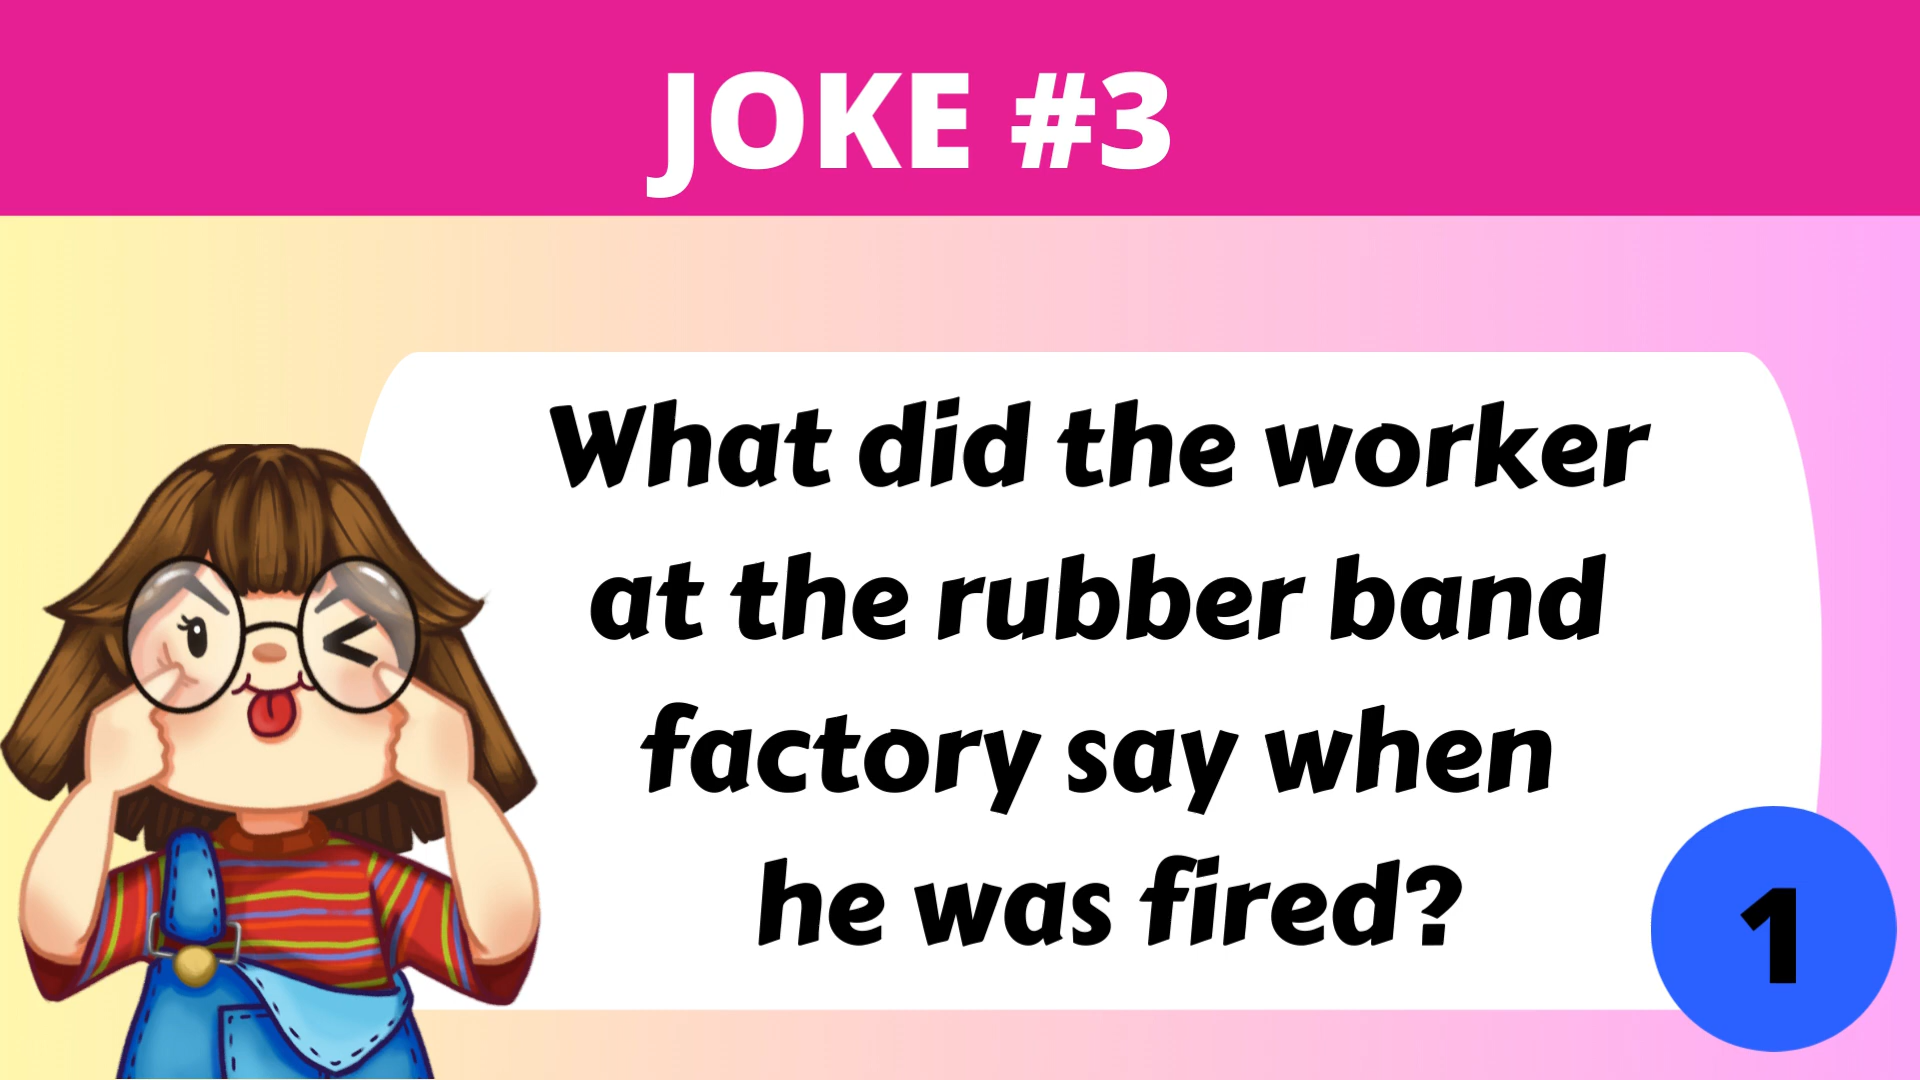 JOKE #3
What did the worker
at the rubber band
factory say when
he was fired?
1